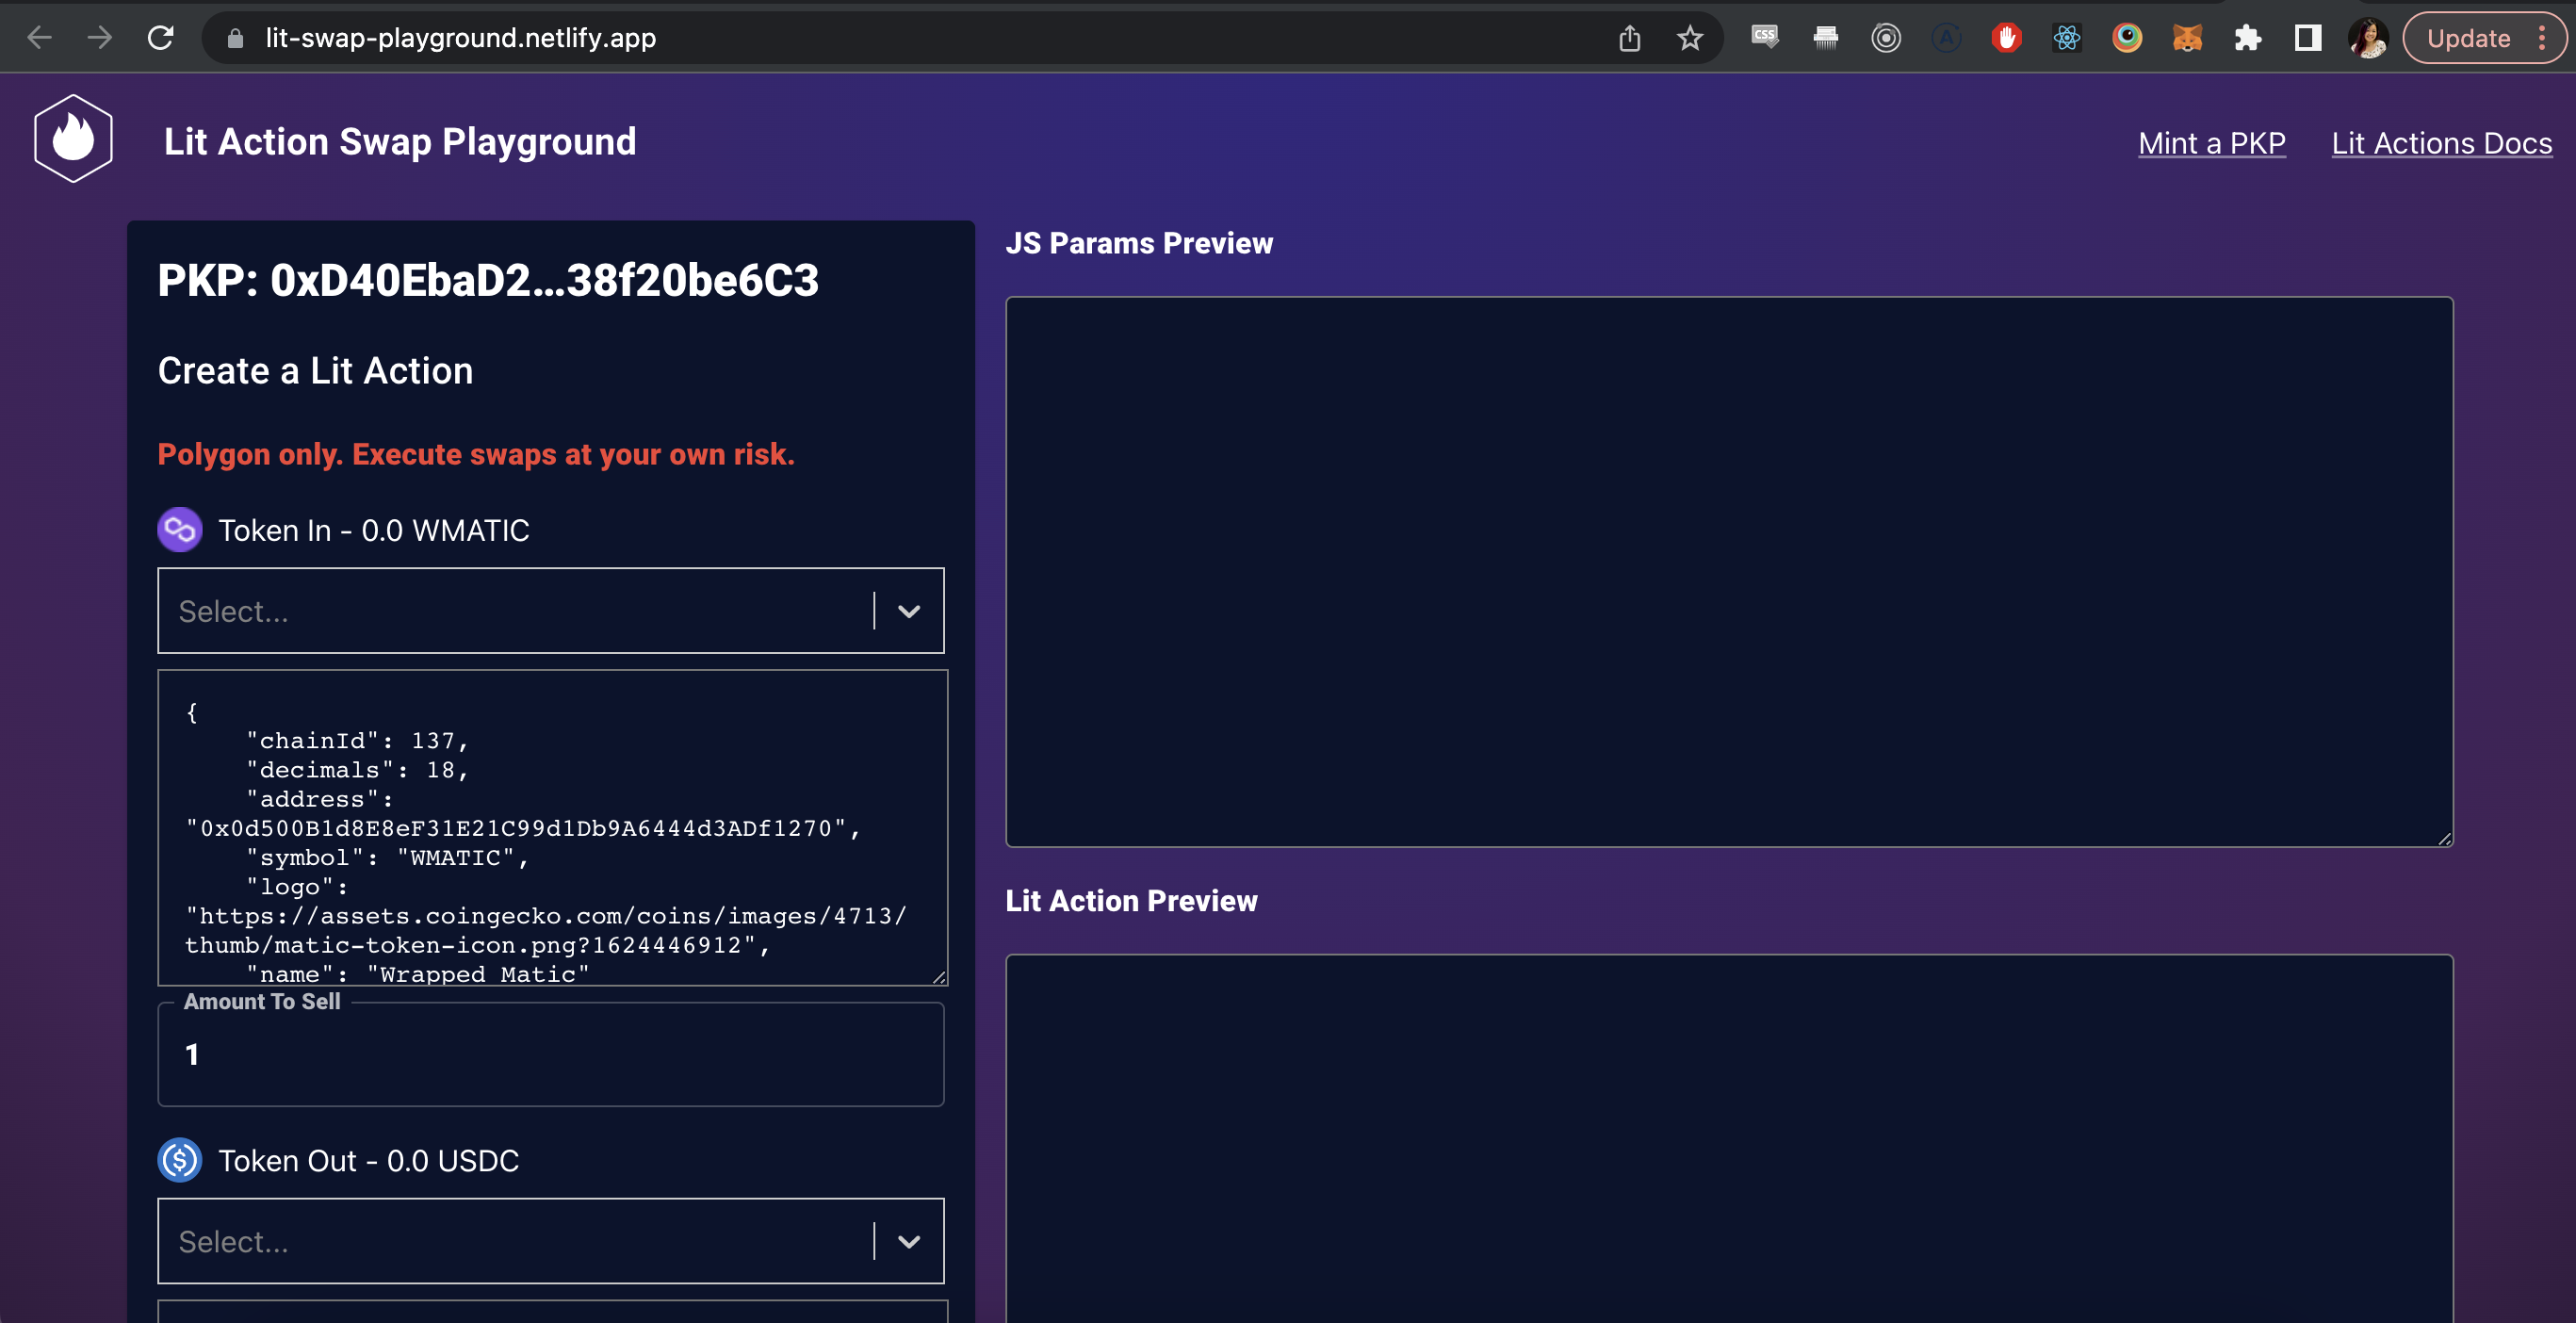 lit-swap-playground.netlify.app
CSS
A
Update
Lit Action Swap Playground
Mint a PKP
Lit Actions Docs
PKP: 0xD40EbaD2...38f20be6C3
Create a Lit Action
Polygon only. Execute swaps at your own risk.
Token In - 0.0 WMATIC
Select...
{
"chainId": 137,
"decimals": 18,
"address":
"0x0d500B1d8E8eF31E21C99d1Db9A6444d3ADf1270",
"symbol": "WMATIC",
"logo":
"https://assets.coingecko.com/coins/images/4713/
thumb/matic-token-icon.png?1624446912",
"name": "Wrapped Matic"
Amount To Sell
1
Token Out - 0.0 USDC
Select...
JS Params Preview
Lit Action Preview